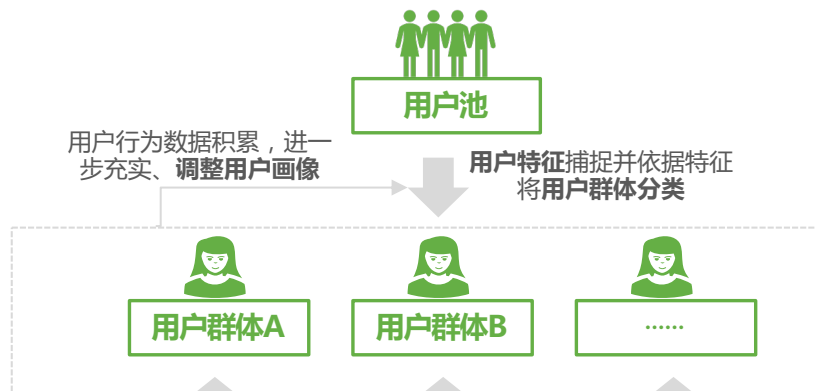 用户池
用户行为数据积累，进一
步充实、调整用户画像
用户特征捕捉并依据特征
将用户群体分类
用户群体A
用户群体B
……